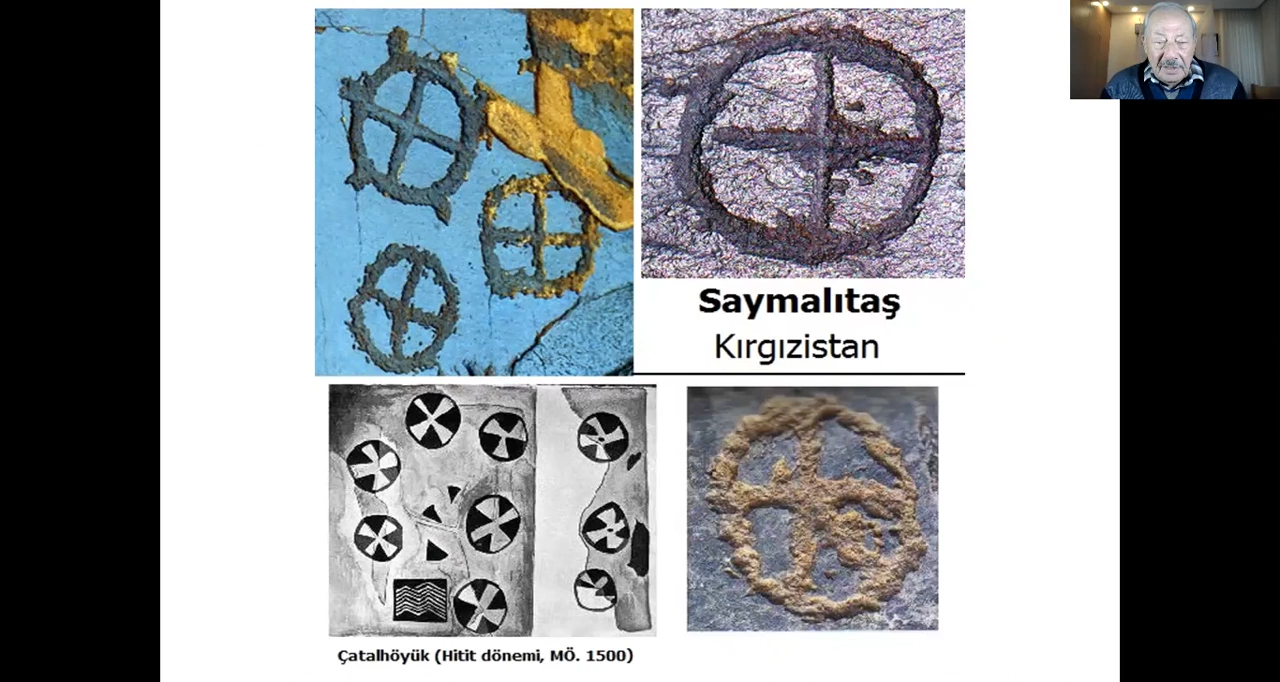 Saymalıtaş
Kırgızistan
Çatalhöyük (Hitit dönemi, MÖ. 1500)